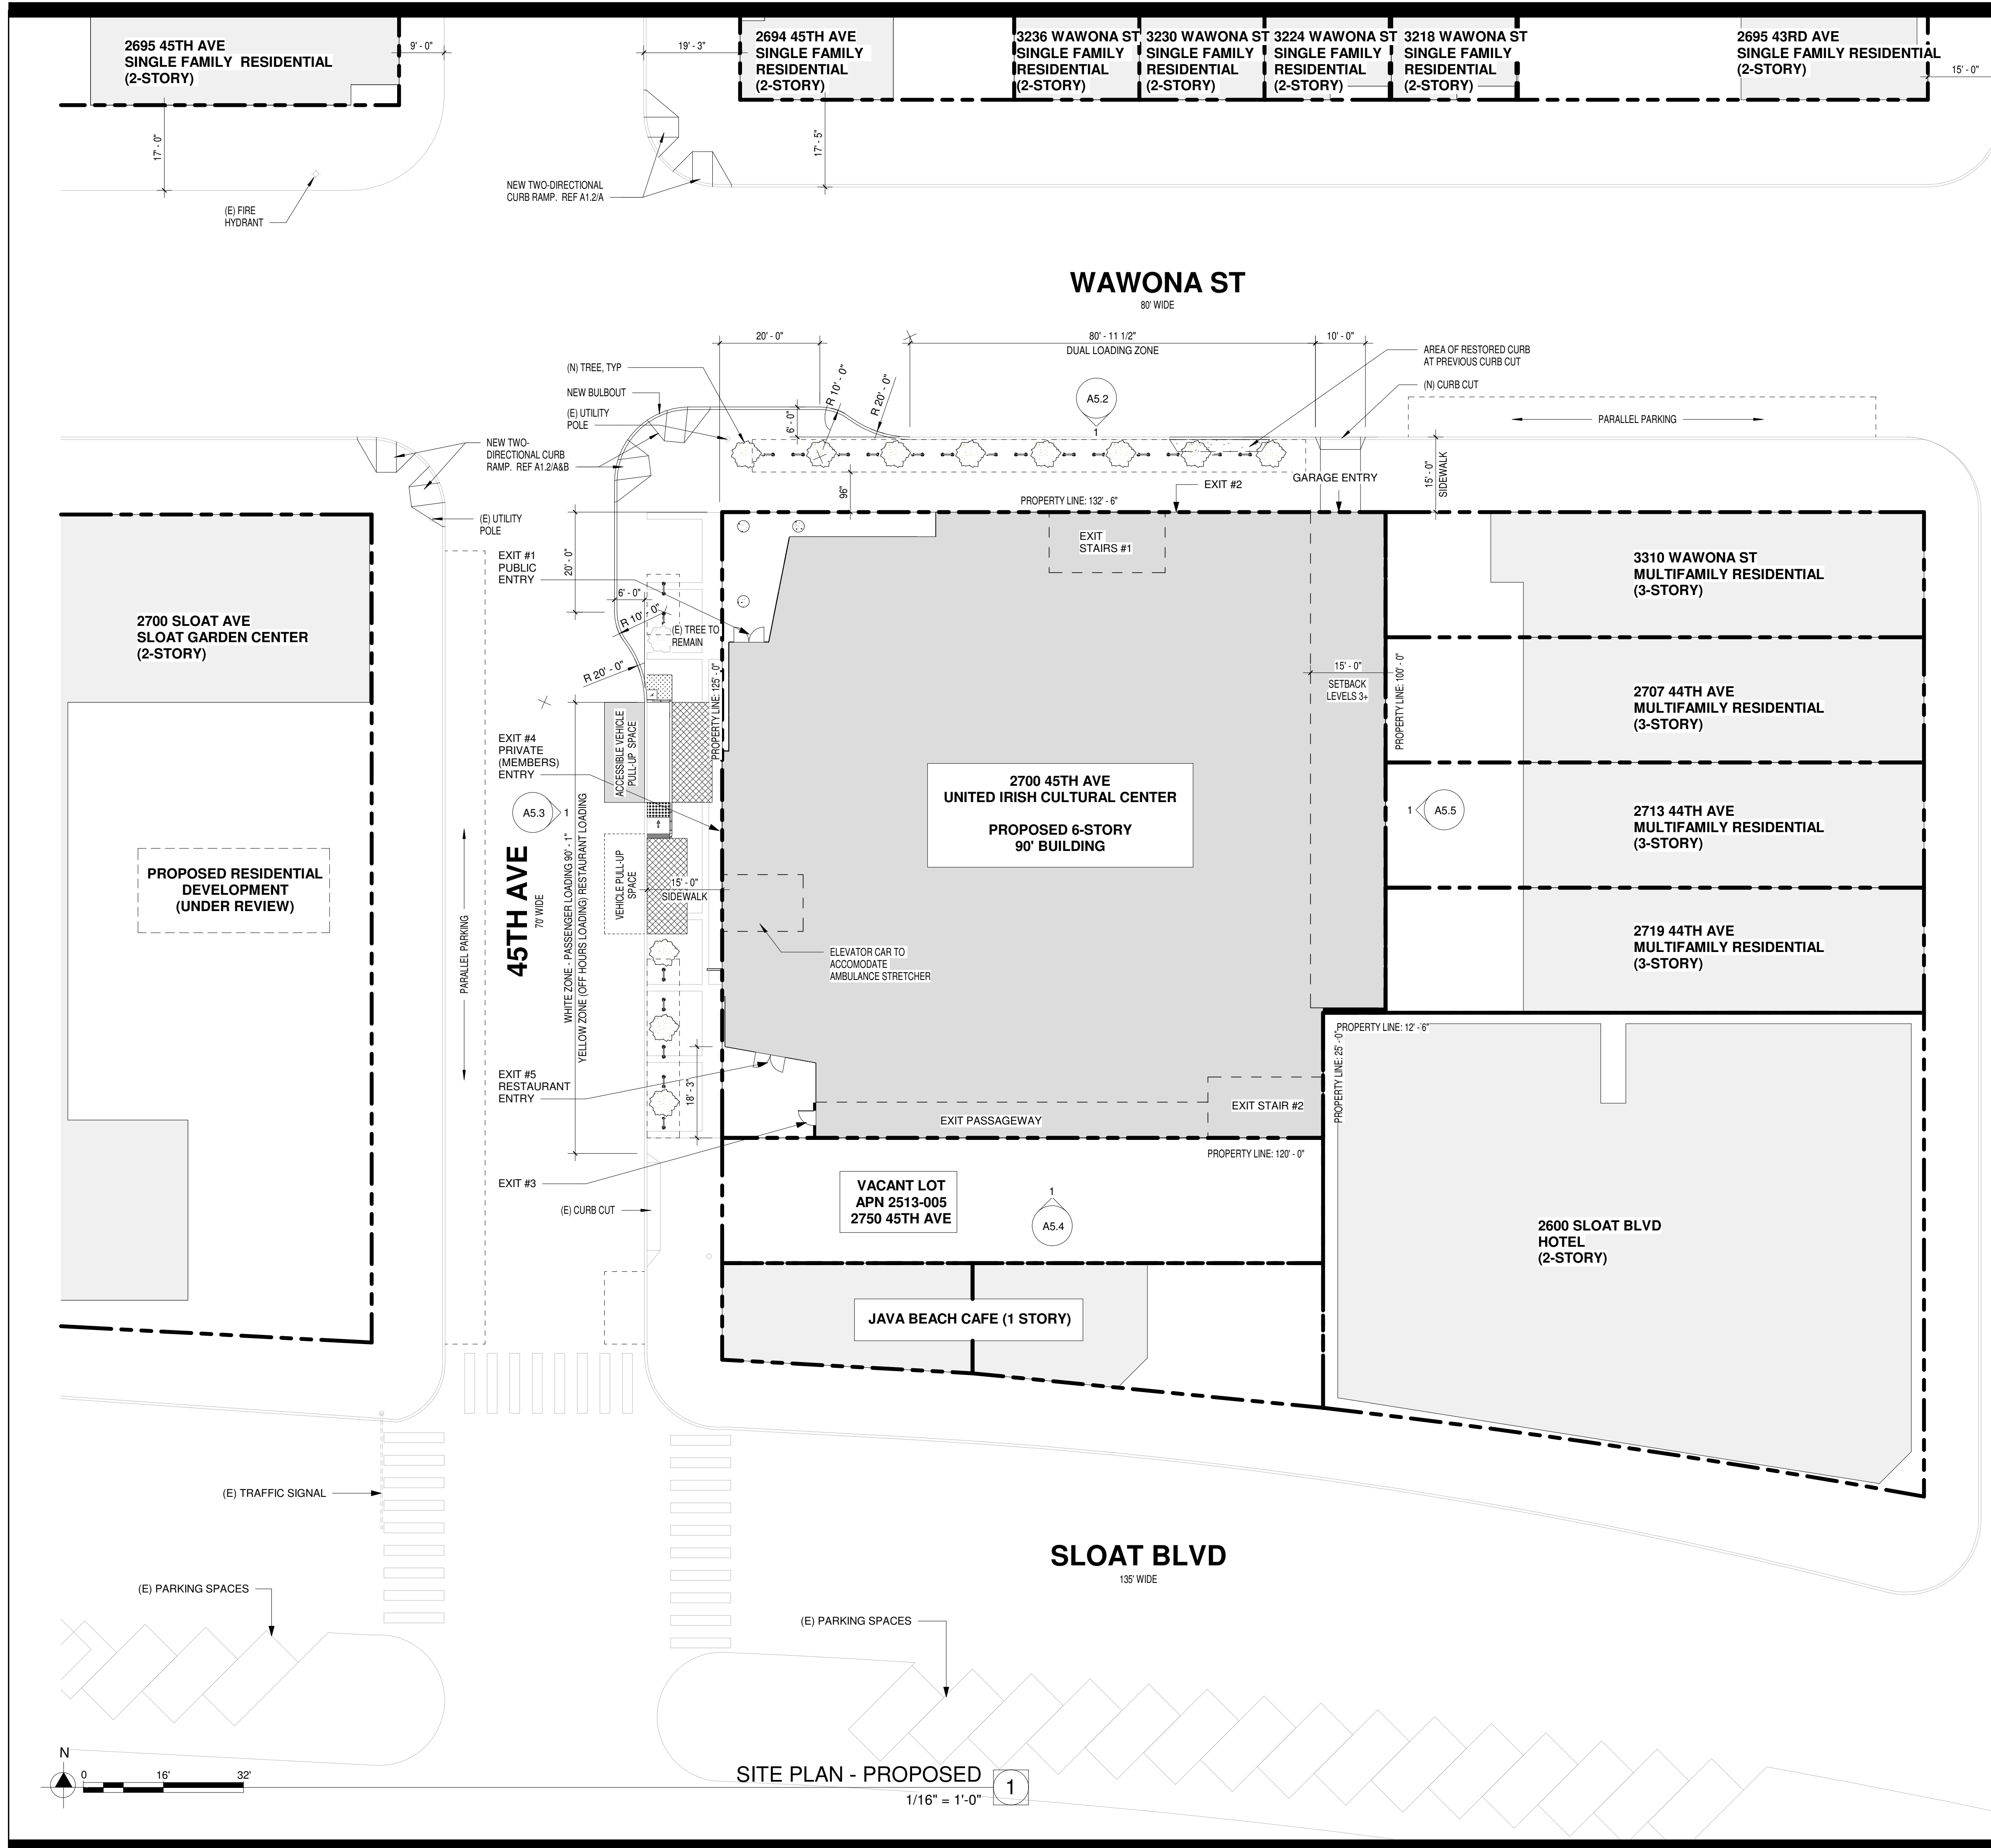 2695 45TH AVE
SINGLE FAMILY RESIDENTIAL
(2-STORY)
9' - 0"
19' - 3"
2694 45TH AVE
SINGLE FAMILY
RESIDENTIAL
(2-STORY)
3236 WAWONA ST
SINGLE FAMILY
RESIDENTIAL
(2-STORY)
3230 WAWONA ST
SINGLE FAMILY
RESIDENTIAL
(2-STORY)
3224 WAWONA ST
SINGLE FAMILY
RESIDENTIAL
(2-STORY)
3218 WAWONA ST
SINGLE FAMILY
RESIDENTIAL
(2-STORY)
2695 43RD AVE
SINGLE FAMILY RESIDENTIAL
(2-STORY)
15' - 0"
17' - 0"
17' - 5"
(E) FIRE
HYDRANT
NEW TWO-DIRECTIONAL
CURB RAMP. REF A1.2/A
WAWONA ST
80' WIDE
20' - 0"
80' - 11 1/2"
DUAL LOADING ZONE
10' - 0"
AREA OF RESTORED CURB
AT PREVIOUS CURB CUT
(N) CURB CUT
(N) TREE, TYP
NEW BULBOUT
(E) UTILITY
POLE
R 10' - 0"
R 20' - 0"
6' - 0"
A5.2
1
PARALLEL PARKING
NEW TWO-
DIRECTIONAL CURB
RAMP. REF A1.2/A&B
96"
EXIT #2
GARAGE ENTRY
15' - 0"
SIDEWALK
PROPERTY LINE: 132' - 6"
(E) UTILITY
POLE
EXIT #1
PUBLIC
ENTRY
20' - 0"
6' - 0"
R 10' - 0"
(E) TREE TO
REMAIN
R 20' - 0"
EXIT
STAIRS #1
3310 WAWONA ST
MULTIFAMILY RESIDENTIAL
(3-STORY)
2700 SLOAT AVE
SLOAT GARDEN CENTER
(2-STORY)
PROPERTY LINE: 125' - 0"
15' - 0"
SETBACK
LEVELS 3+
PROPERTY LINE: 100' - 0"
2707 44TH AVE
MULTIFAMILY RESIDENTIAL
(3-STORY)
EXIT #4
PRIVATE
(MEMBERS)
ENTRY
ACCESSIBLE VEHICLE
PULL-UP SPACE
2700 45TH AVE
UNITED IRISH CULTURAL CENTER
PROPOSED 6-STORY
90' BUILDING
A5.3
1
1
A5.5
2713 44TH AVE
MULTIFAMILY RESIDENTIAL
(3-STORY)
PROPOSED RESIDENTIAL
DEVELOPMENT
(UNDER REVIEW)
PARALLEL PARKING
45TH AVE
70' WIDE
WHITE ZONE - PASSENGER LOADING 90' - 1"
YELLOW ZONE (OFF HOURS LOADING) RESTAURANT LOADING
VEHICLE PULL-UP
SPACE
15' - 0"
SIDEWALK
ELEVATOR CAR TO
ACCOMODATE
AMBULANCE STRETCHER
2719 44TH AVE
MULTIFAMILY RESIDENTIAL
(3-STORY)
PROPERTY LINE: 12' - 6"
PROPERTY LINE: 25' - 0"
EXIT #5
RESTAURANT
ENTRY
18' - 3"
EXIT PASSAGEWAY
EXIT STAIR #2
PROPERTY LINE: 120' - 0"
EXIT #3
(E) CURB CUT
VACANT LOT
APN 2513-005
2750 45TH AVE
1
A5.4
2600 SLOAT BLVD
HOTEL
(2-STORY)
JAVA BEACH CAFE (1 STORY)
(E) TRAFFIC SIGNAL
SLOAT BLVD
135' WIDE
(E) PARKING SPACES
(E) PARKING SPACES
N
0
16'
32'
SITE PLAN - PROPOSED
1
1/16" = 1'-0"